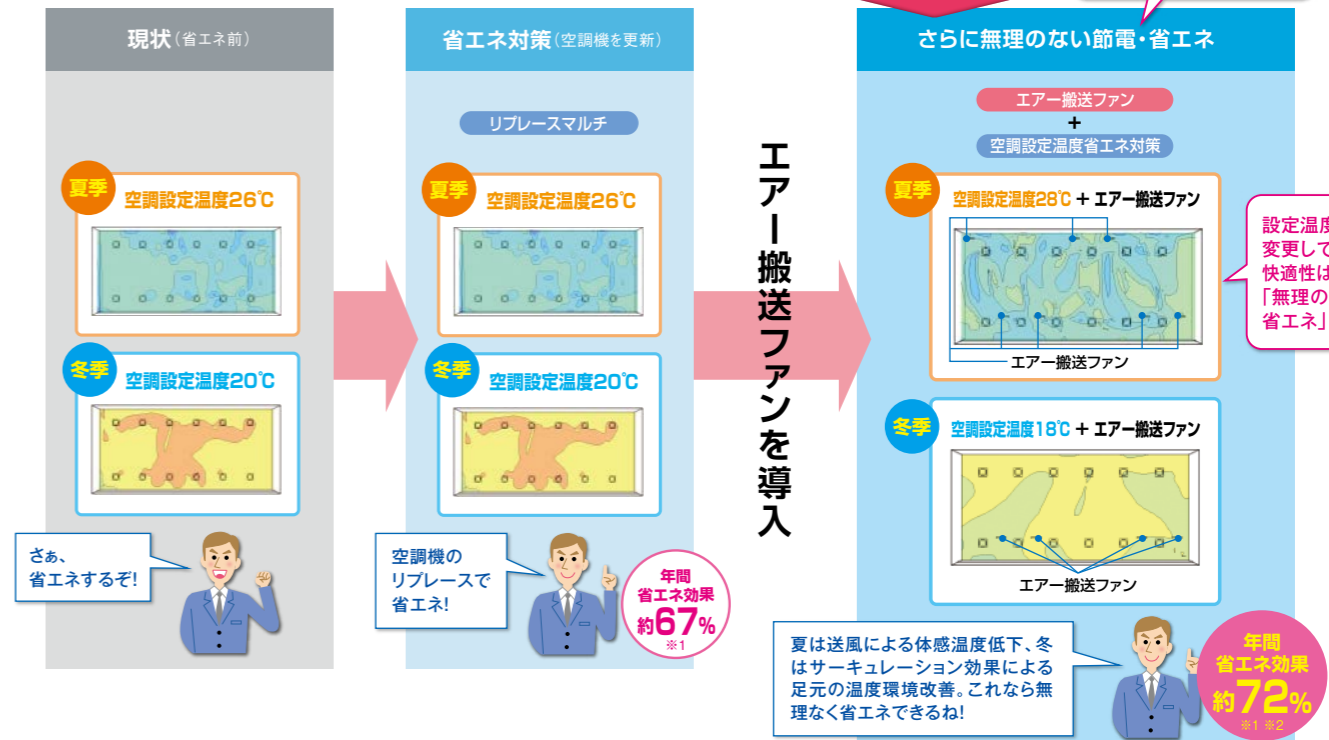 現状（省エネ前）
夏季
空調設定温度26℃
冬季
空調設定温度20℃
さぁ、
省エネするぞ!
省エネ対策（空調機を更新）
リプレースマルチ
夏季
空調設定温度26℃
冬季
空調設定温度20℃
空調機の
リプレースで
省エネ!
年間
省エネ効果
約67%
※1
エアー搬送ファンを導入
さらに無理のない節電・省エネ
エアー搬送ファン
+
空調設定温度省エネ対策
夏季
空調設定温度28℃ + エアー搬送ファン
エアー搬送ファン
設定温度
変更して
快適性は
「無理の
省エネ」
冬季
空調設定温度18℃ + エアー搬送ファン
エアー搬送ファン
夏は送風による体感温度低下、冬
はサーキュレーション効果による
足元の温度環境改善。これなら無
理なく省エネできるね!
年間
省エネ効果
約72%
※1 ※2